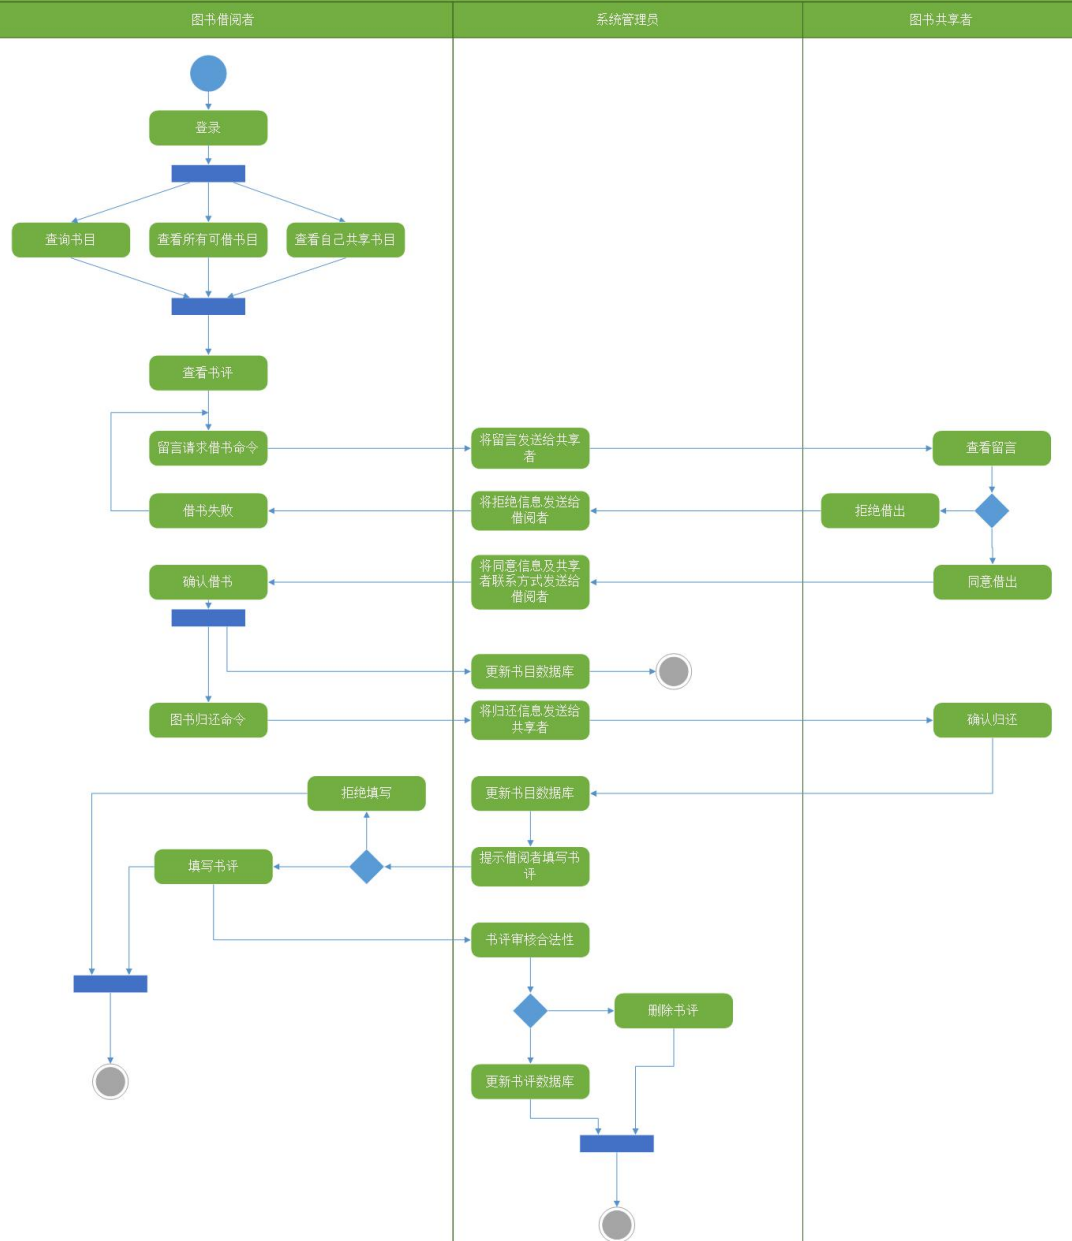 图书借阅者
系统管理员
图书共享者
登录
查询书目
查看所有可借书目
查看自己共享书目
查看书评
留言请求借书命令
将留言发送给共享
者
查看留言
借书失败
将拒绝信息发送给
借阅者
拒绝借出
确认借书
将同意信息及共享
者联系方式发送给
借阅者
同意借出
更新书目数据库
图书归还命令
将归还信息发送给
共享者
确认归还
拒绝填写
更新书目数据库
填写书评
提示借阅者填写书
评
书评审核合法性
删除书评
更新书评数据库